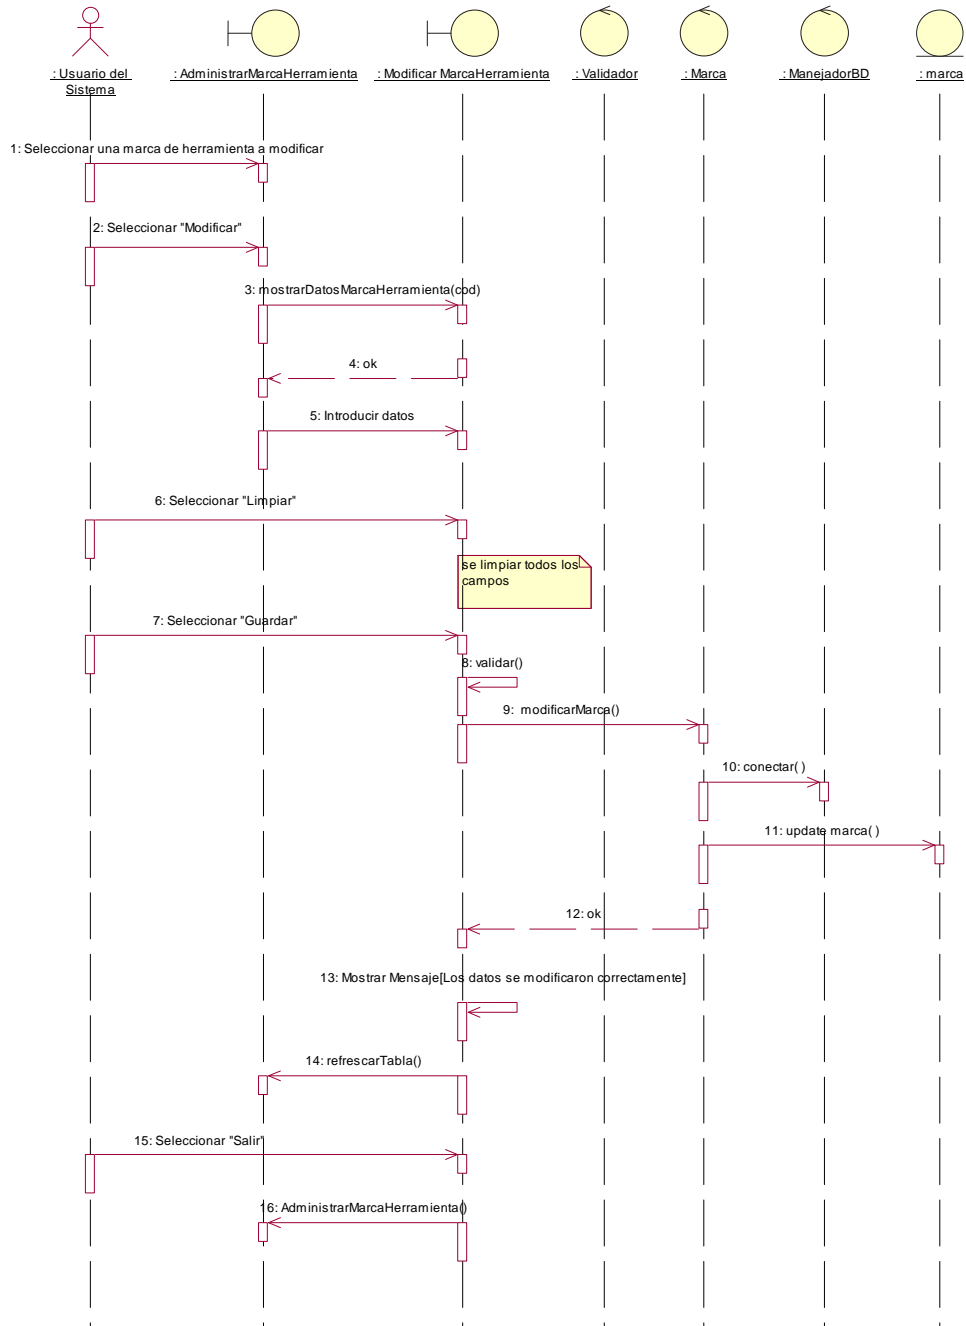 : Usuario del
Sistema
: AdministrarMarcaHerramienta
: Modificar MarcaHerramienta
: Validador
: Marca
: ManejadorBD
: marca
1: Seleccionar una marca de herramienta a modificar
2: Seleccionar "Modificar"
3: mostrarDatosMarcaHerramienta(cod)
4: ok
5: Introducir datos
6: Seleccionar "Limpiar"
se limpiar todos los
campos
7: Seleccionar "Guardar"
8: validar()
9: modificarMarca()
10: conectar( )
11: update marca( )
12: ok
13: Mostrar Mensaje[Los datos se modificaron correctamente]
14: refrescarTabla()
15: Seleccionar "Salir"
16: AdministrarMarcaHerramienta()